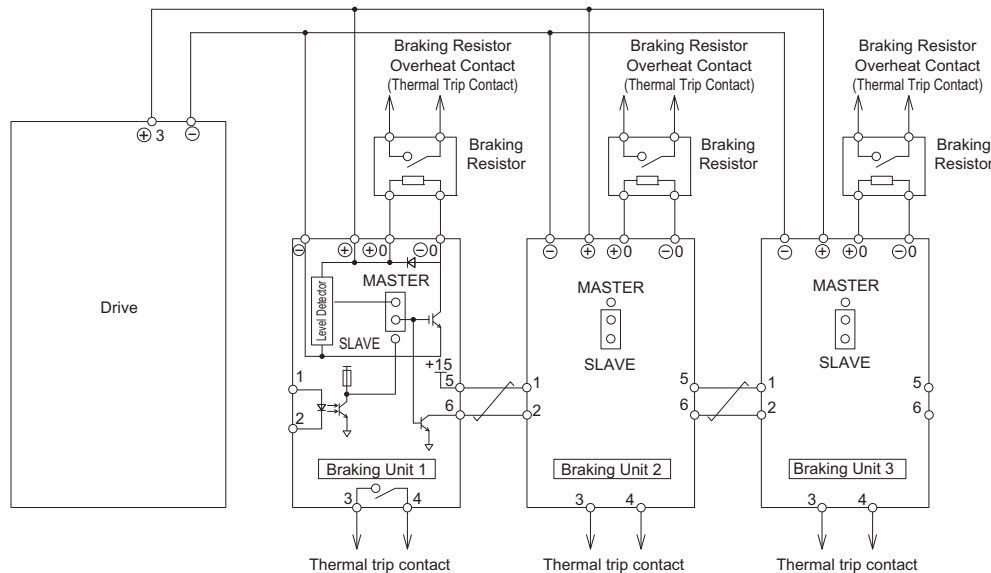 Braking Resistor
Overheat Contact
(Thermal Trip Contact)
Braking Resistor
Overheat Contact
(Thermal Trip Contact)
Braking Resistor
Overheat Contact
(Thermal Trip Contact)
⊕ 3
⊖
Braking
Resistor
Braking
Resistor
Braking
Resistor
Drive
⊖
⊕
⊕0
⊖0
MASTER
Level Detector
SLAVE
+15
1
2
5
6
Braking Unit 1
3
4
Thermal trip contact
⊖
⊕
⊕0
⊖0
MASTER
SLAVE
1
2
5
6
Braking Unit 2
3
4
Thermal trip contact
⊖
⊕
⊕0
⊖0
MASTER
SLAVE
1
2
5
6
Braking Unit 3
3
4
Thermal trip contact